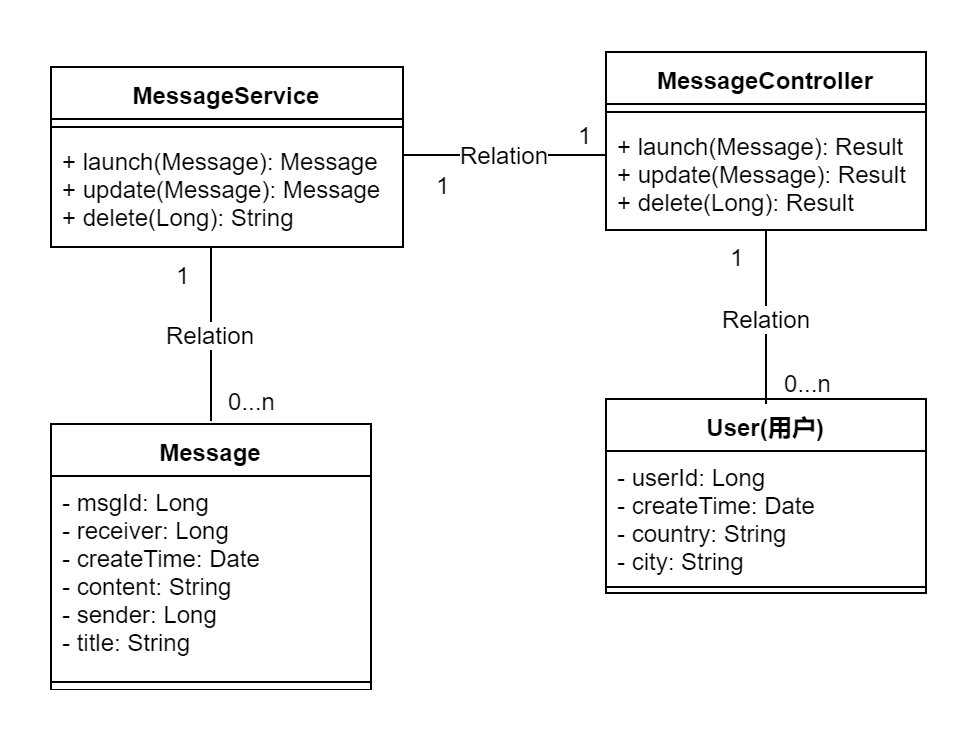 MessageService
+ launch(Message): Message
+ update(Message): Message
+ delete(Long): String
1
Relation
1
MessageController
+ launch(Message): Result
+ update(Message): Result
+ delete(Long): Result
1
Relation
0...n
Message
- msgId: Long
- receiver: Long
- createTime: Date
- content: String
- sender: Long
- title: String
1
Relation
0...n
User(用户)
- userId: Long
- createTime: Date
- country: String
- city: String